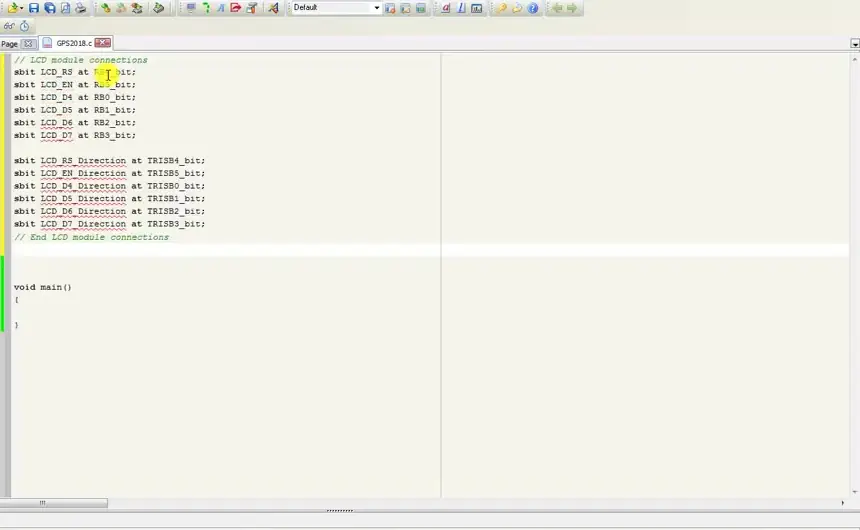 Default
Page
GPS2018.c
// LCD module connections
sbit LCD_RS at bit;
sbit LCD_EN at bit;
sbit LCD_D4 at RB0_bit;
sbit LCD_D5 at RB1_bit;
sbit LCD_D6 at RB2_bit;
sbit LCD_D7 at RB3_bit;
sbit LCD_RS_Direction at TRISB4_bit;
sbit LCD_EN_Direction at TRISB5_bit;
sbit LCD_D4_Direction at TRISB0_bit;
sbit LCD_D5_Direction at TRISB1_bit;
sbit LCD_D6_Direction at TRISB2_bit;
sbit LCD_D7_Direction at TRISB3_bit;
// End LCD module connections
void main()
{
}